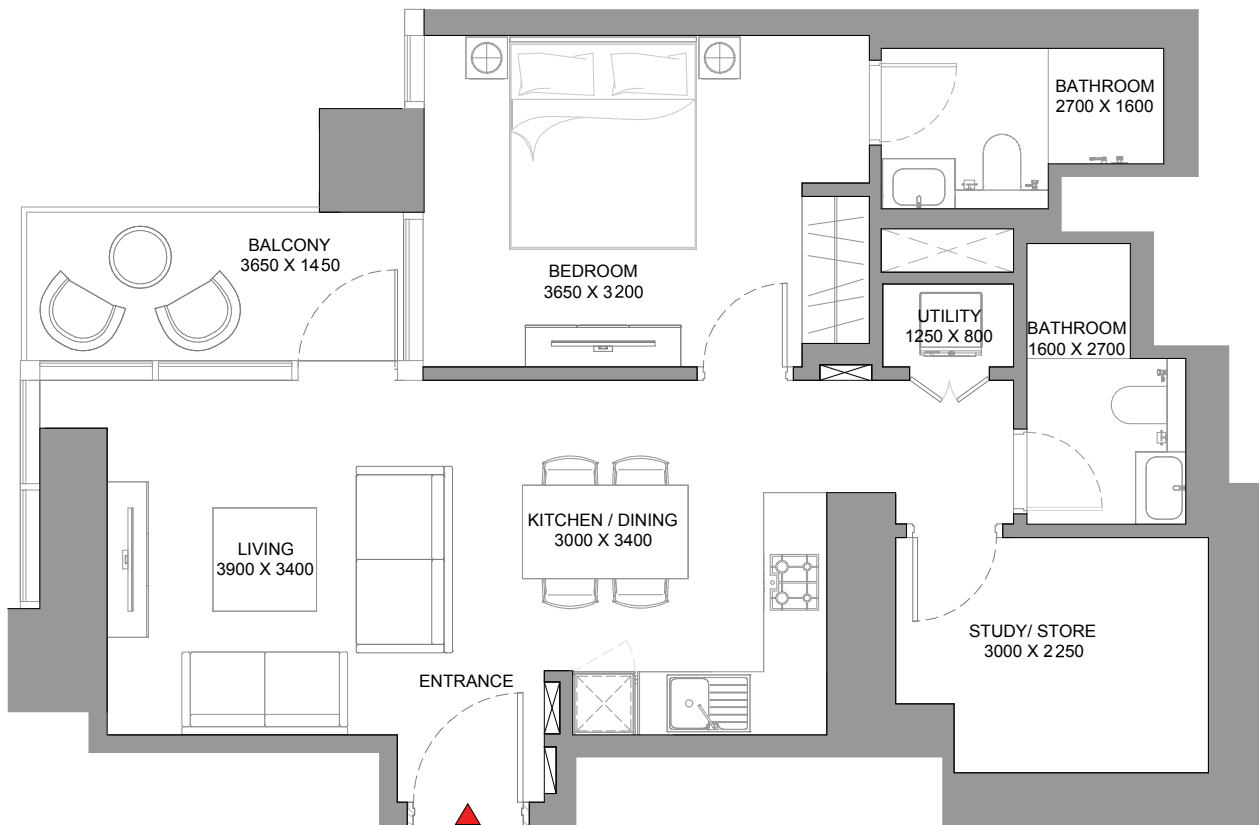 BATHROOM
2700 X 1600
BALCONY
3650 X 1450
BEDROOM
3650 X 3200
UTILITY
1250 X 800
BATHROOM
1600 X 2700
KITCHEN / DINING
3000 X 3400
LIVING
3900 X 3400
STUDY/ STORE
3000 X 2250
ENTRANCE